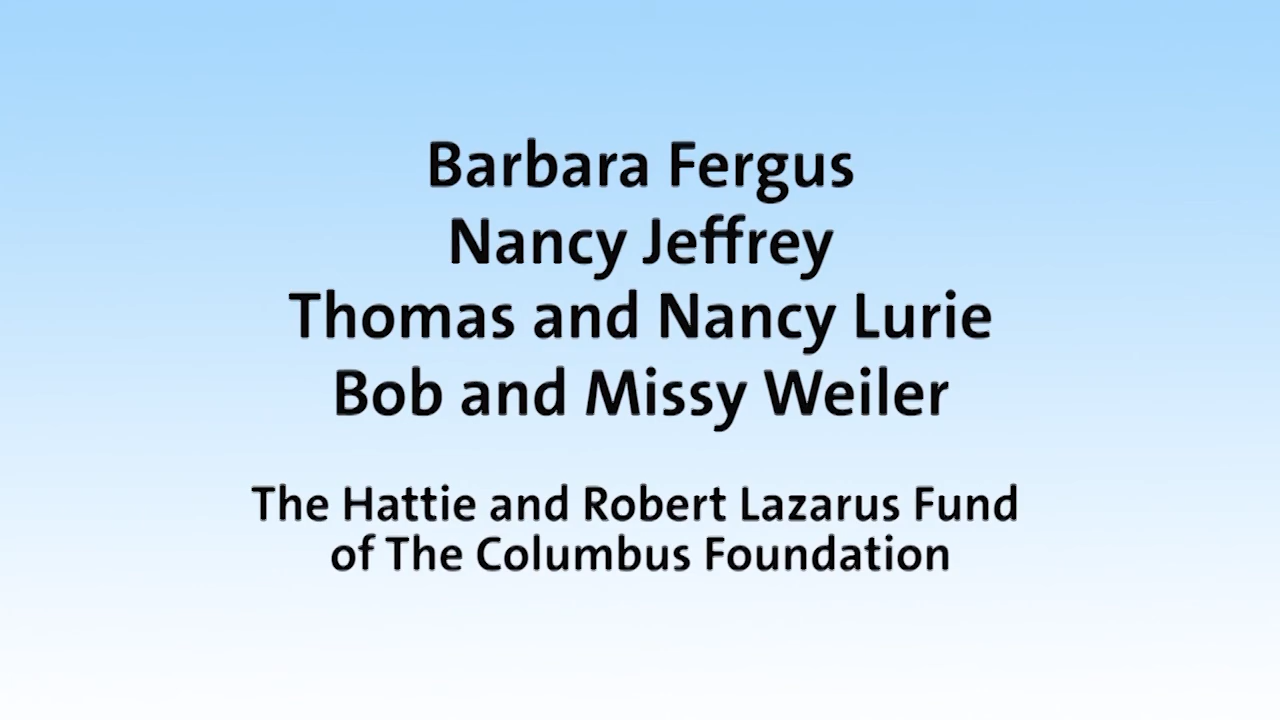 Barbara Fergus
Nancy Jeffrey
Thomas and Nancy Lurie
Bob and Missy Weiler
The Hattie and Robert Lazarus Fund
of The Columbus Foundation